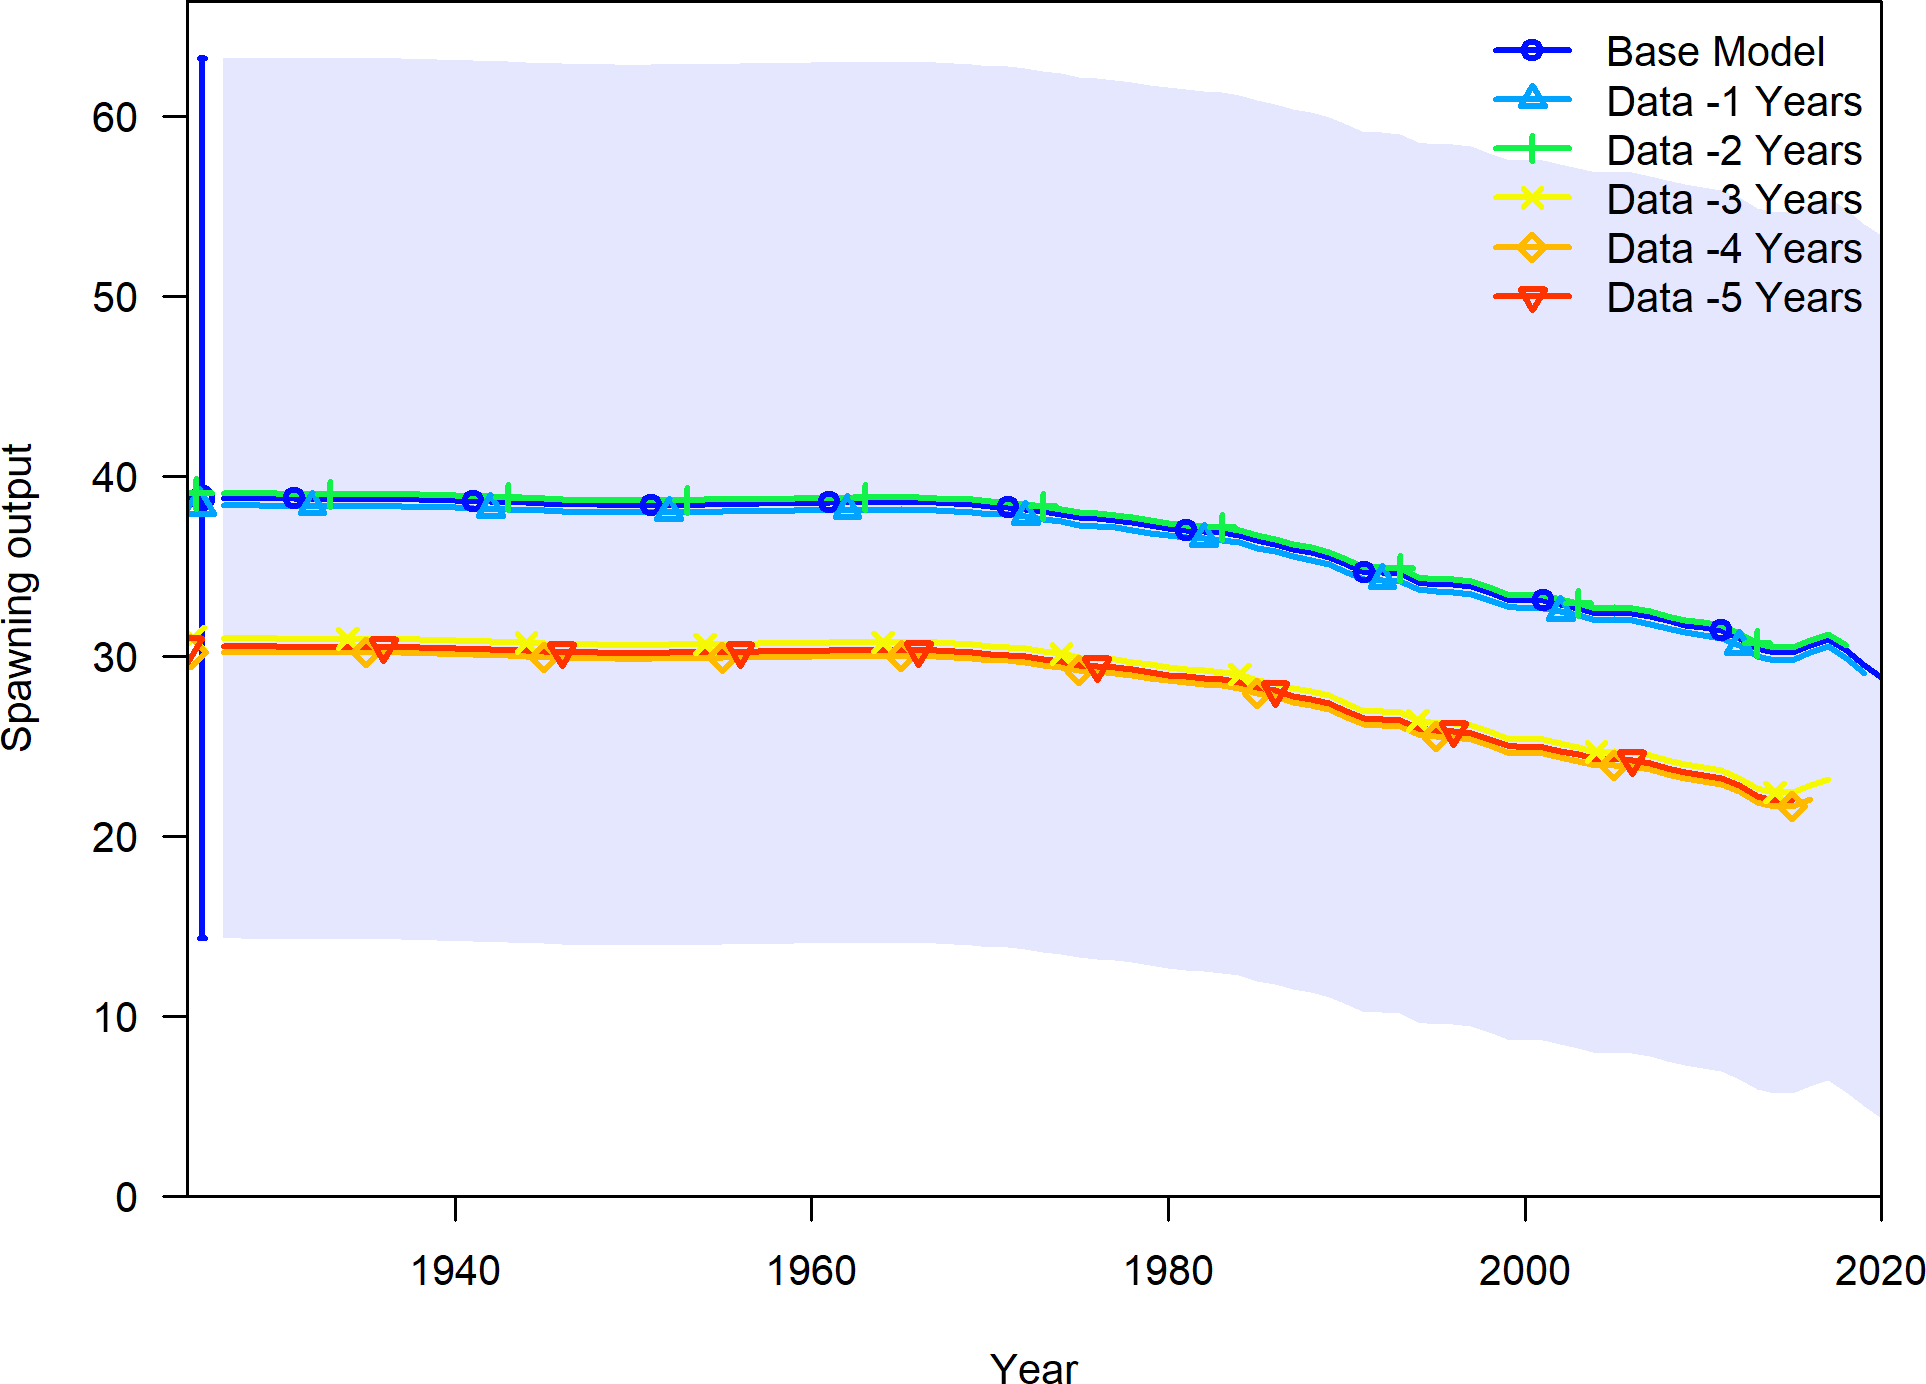 Base Model
Data -1 Years
Data -2 Years
Data -3 Years
Data -4 Years
Data -5 Years
Spawning output
60
50
40
30
20
10
0
1940
1960
1980
2000
2020
Year